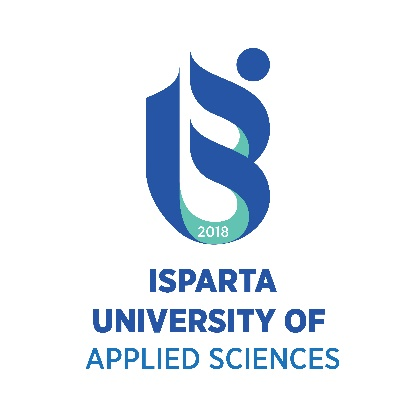 2018
ISPARTA
UNIVERSITY OF
APPLIED SCIENCES